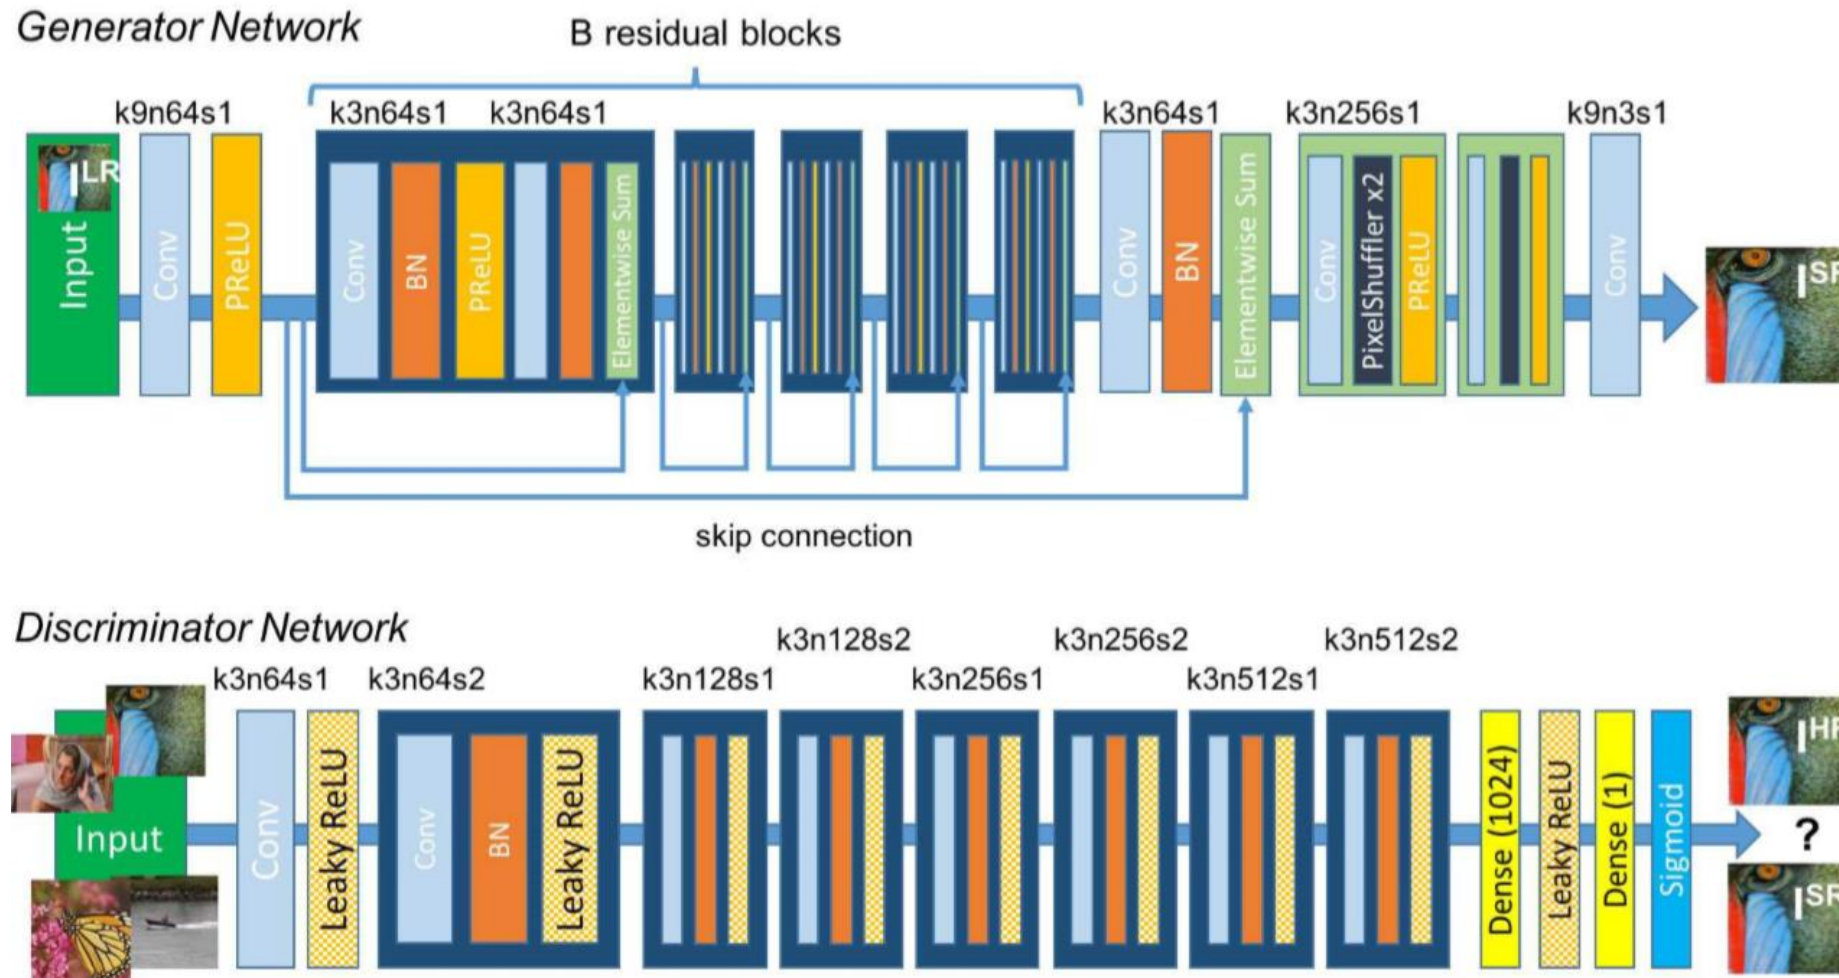 Generator Network
B residual blocks
k9n64s1 k3n64s1 k3n64s1 k3n64s1 k3n256s1 k9n3s1
I^LR
Input
Conv
PReLU
Conv
BN
PReLU
Elementwise Sum
Conv
BN
Elementwise Sum
Conv
PixelShuffler x2
PReLU
Conv
skip connection
Discriminator Network
k3n128s2 k3n256s2 k3n512s2
k3n64s1 k3n64s2 k3n128s1 k3n256s1 k3n512s1
Input
Conv
Leaky ReLU
Conv
BN
Leaky ReLU
Dense (1024)
Leaky ReLU
Dense (1)
Sigmoid
?